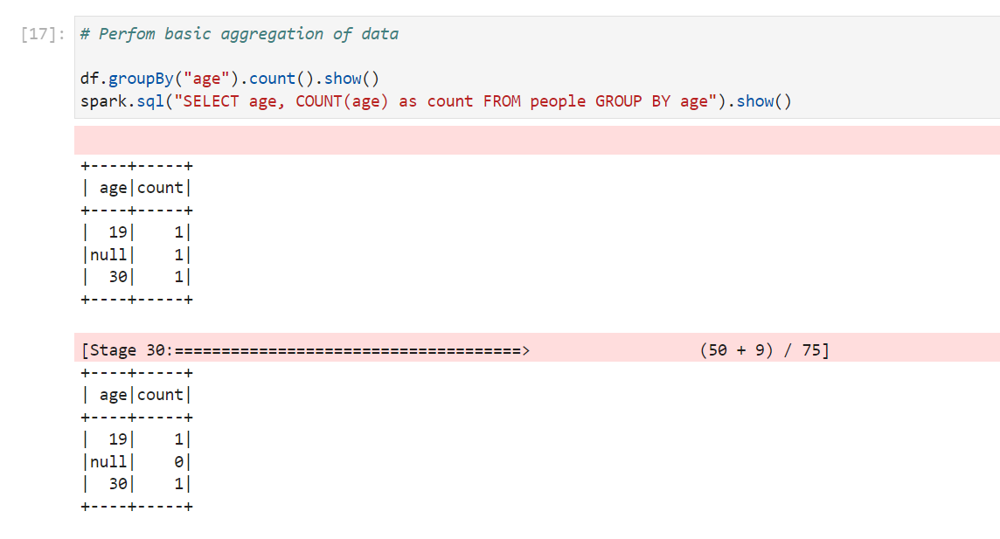 [17]: # Perfom basic aggregation of data
df.groupBy("age").count().show()
spark.sql("SELECT age, COUNT(age) as count FROM people GROUP BY age").show()
+----+-----+
| age|count|
+----+-----+
|  19|    1|
|null|    1|
|  30|    1|
+----+-----+
[Stage 30:=====================================>                  (50 + 9) / 75]
+----+-----+
| age|count|
+----+-----+
|  19|    1|
|null|    0|
|  30|    1|
+----+-----+